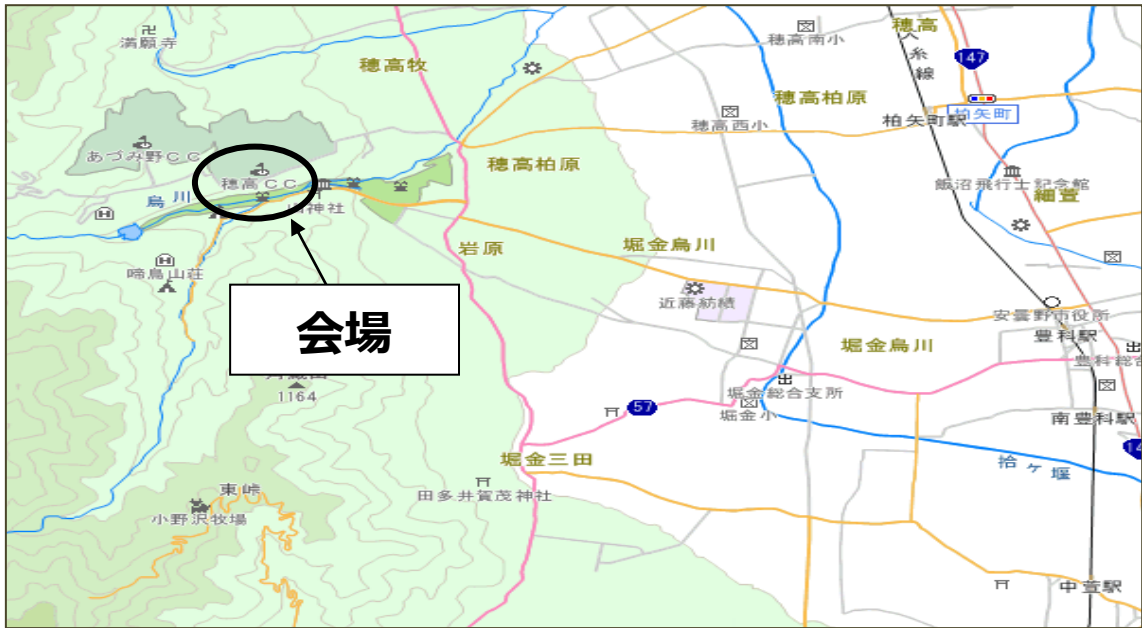 満願寺
穂高牧
穂高南小
穂高
糸線
147
穂高柏原
柏矢町
柏矢町駅
穂高西小
あづみ野CC
穂高CC
穂高柏原
飯沼飛行士記念館
細萱
烏川
山神社
岩原
堀金烏川
啼鳥山荘
近藤紡績
安曇野市役所
豊科駅
会場
堀金烏川
豊科総合
1164
堀金総合支所
57
堀金小
南豊科駅
堀金三田
拾ヶ堰
東峠
田多井賀茂神社
小野沢牧場
中萱駅